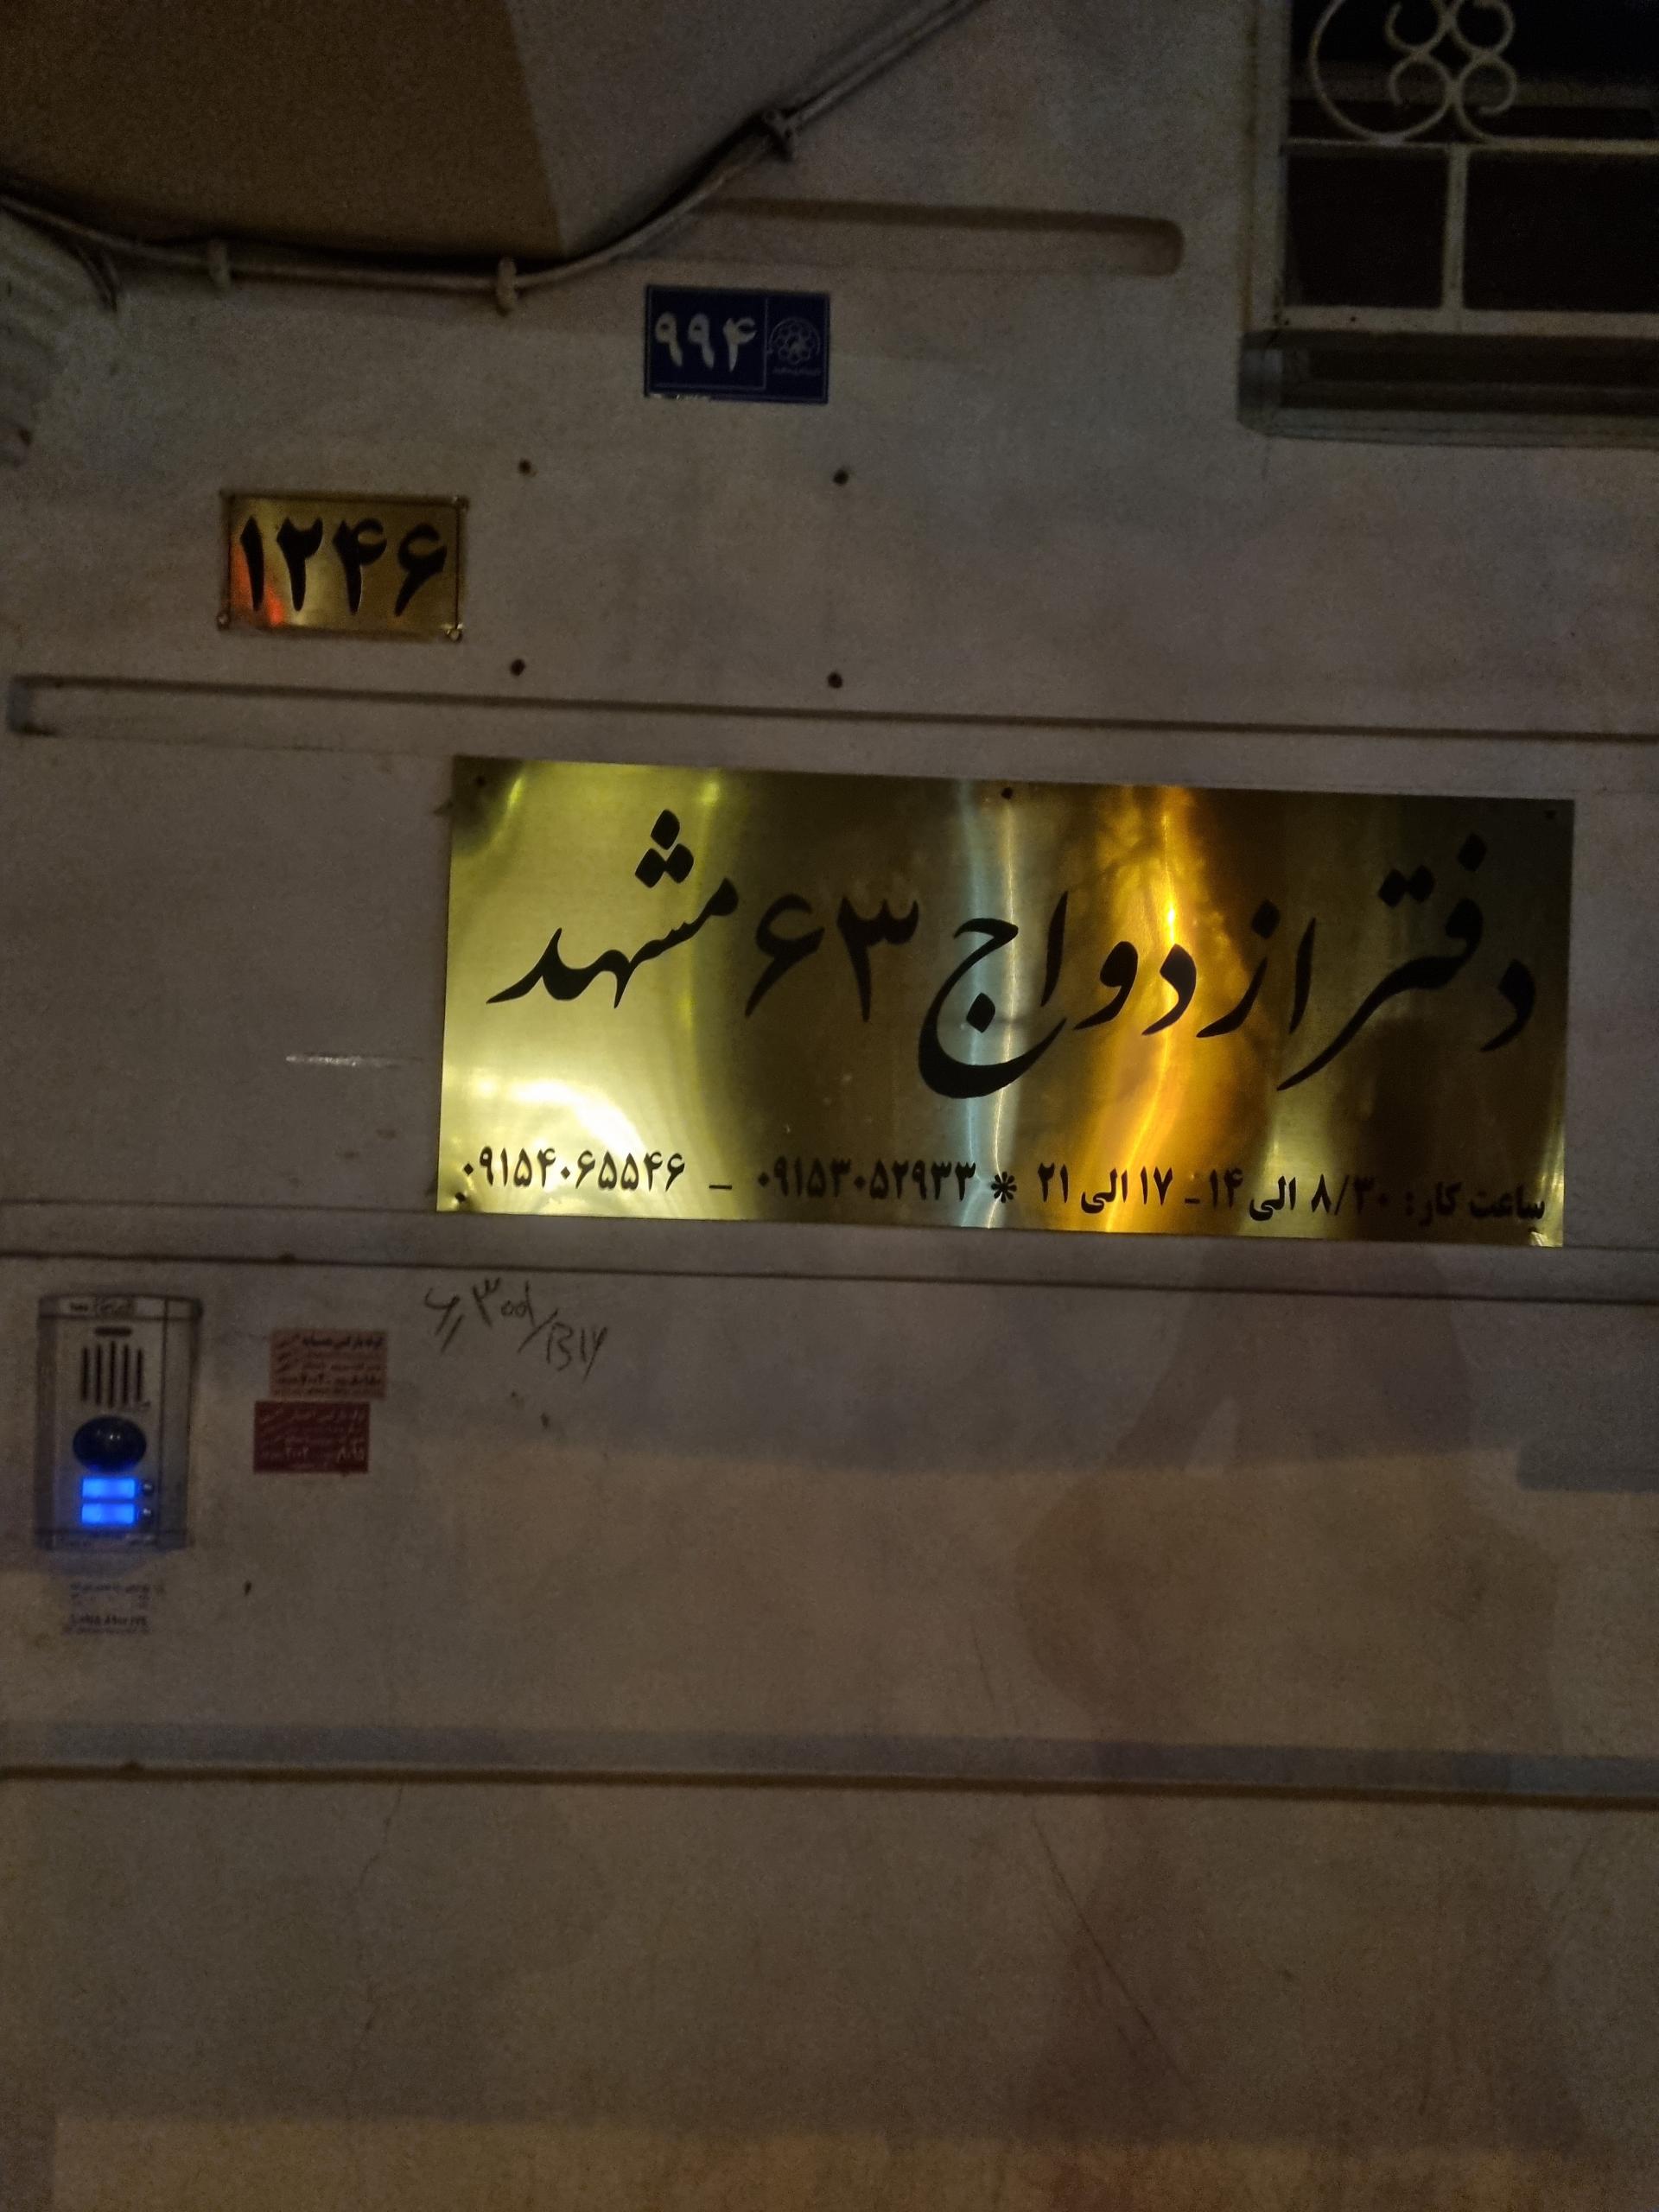 ۹۹۴
۱۲۴۶
دفتر ازدواج ۶۳ مشهد
ساعت کار: ۸/۳۰ الی ۱۴ - ۱۷ الی ۲۱ * ۰۹۱۵۳۰۵۲۹۳۳ - ۰۹۱۵۴۰۶۵۵۴۶